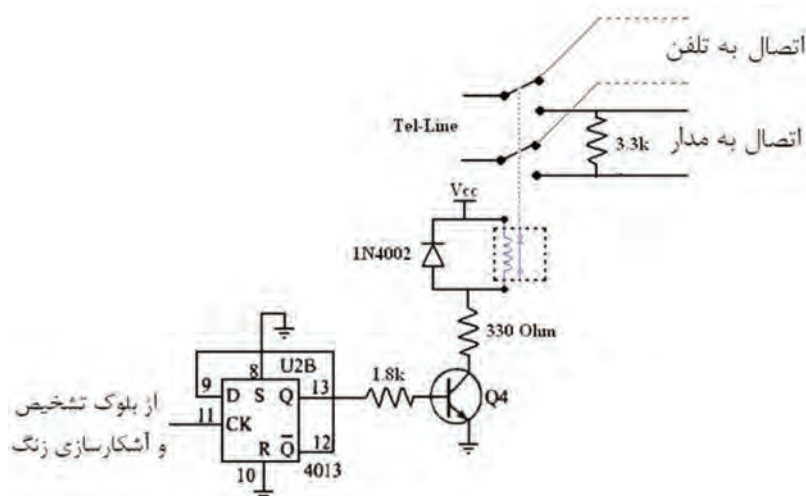 اتصال به تلفن
Tel-Line
3.3k
اتصال به مدار
Vcc
1N4002
330 Ohm
U2B
8
9
D
S
Q
13
1.8k
Q4
از بلوک تشخیص
11
CK
و آشکارسازی زنگ
R
Q̅
12
10
4013